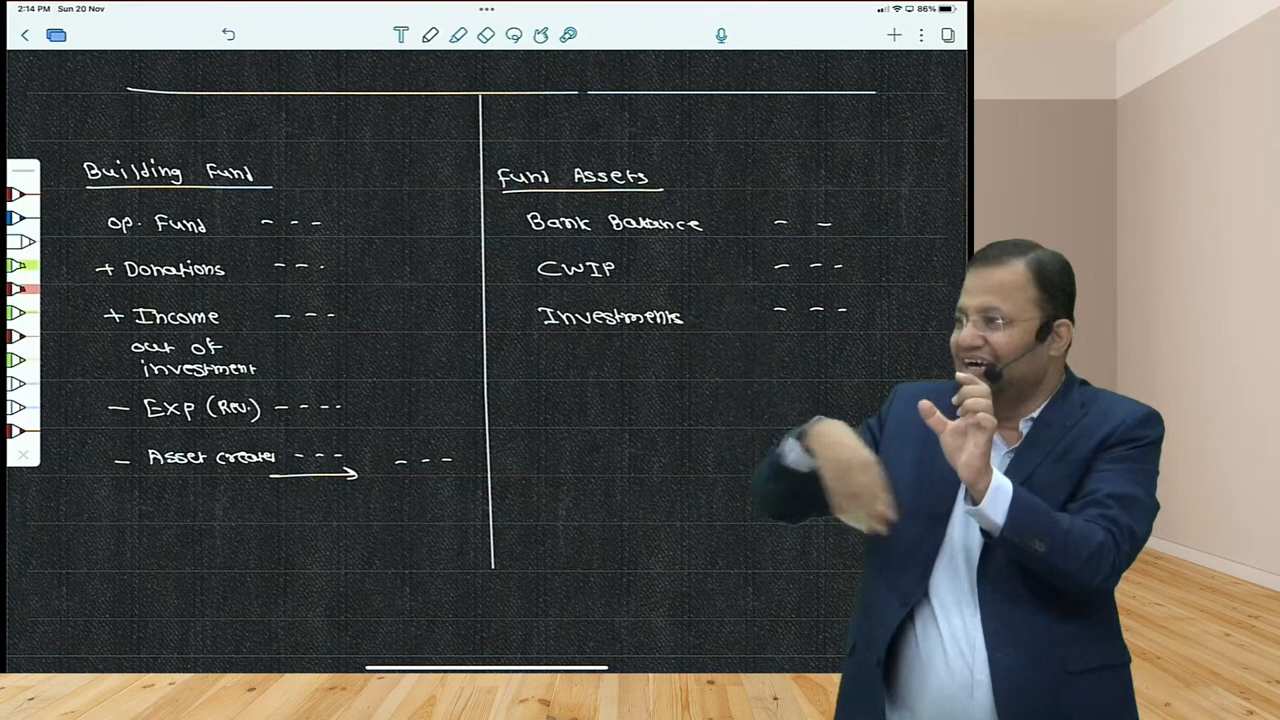 2:14 PM Sun 20 Nov
86%
Building Fund
op. Fund - - -
+ Donations - - -
+ Income - - -
out of
investment
- Exp (Rev.) - - - -
- Asset created - - - - - -
Fund Assets
Bank Balance - -
CWIP - - -
Investments - - -